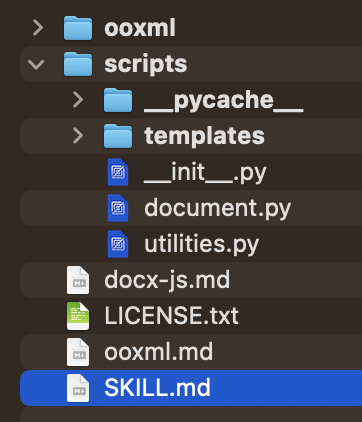 ooxml
scripts
__pycache__
templates
__init__.py
document.py
utilities.py
docx-js.md
LICENSE.txt
ooxml.md
SKILL.md